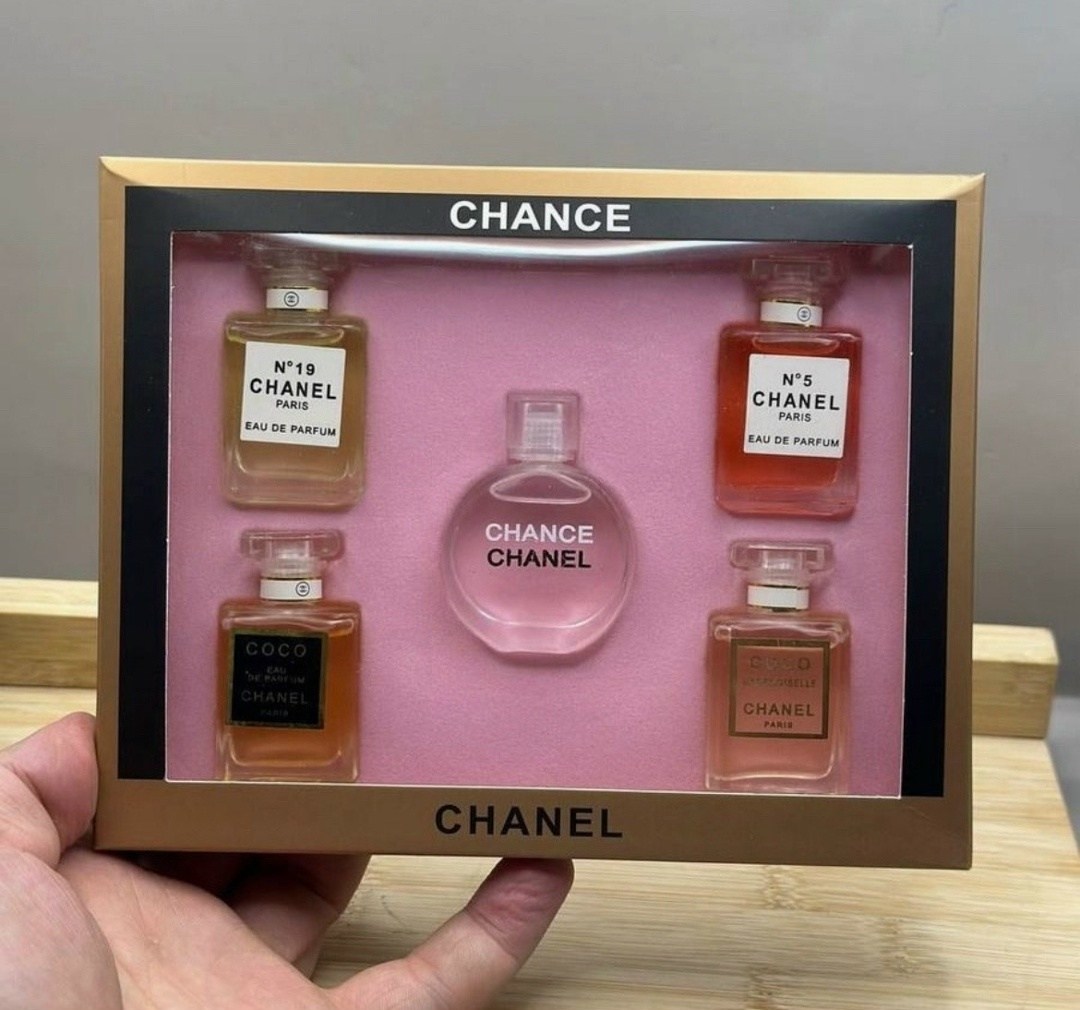 CHANCE
N°19
CHANEL
PARIS
EAU DE PARFUM
N°5
CHANEL
PARIS
EAU DE PARFUM
CHANCE
CHANEL
COCO
EAU
DE PARFUM
CHANEL
PARIS
COCO
MADEMOISELLE
CHANEL
PARIS
CHANEL